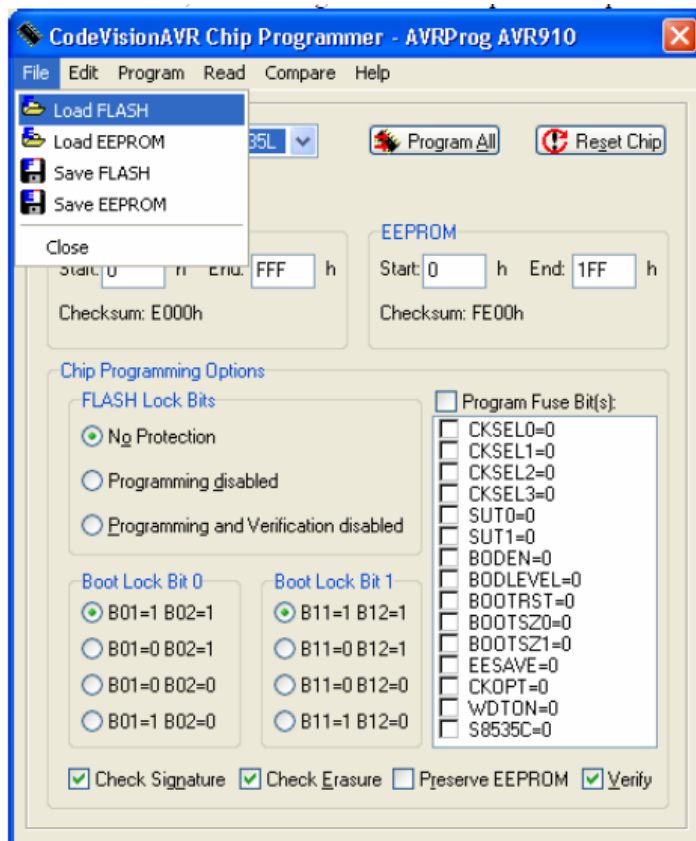 CodeVisionAVR Chip Programmer - AVRProg AVR910
File Edit Program Read Compare Help
Load FLASH
Load EEPROM
Save FLASH
Save EEPROM
Close
35L
Program All
Reset Chip
Start: 0 h End: FFF h
Checksum: E000h
EEPROM
Start: 0 h End: 1FF h
Checksum: FE00h
Chip Programming Options
FLASH Lock Bits
No Protection
Programming disabled
Programming and Verification disabled
Boot Lock Bit 0
B01=1 B02=1
B01=0 B02=1
B01=0 B02=0
B01=1 B02=0
Boot Lock Bit 1
B11=1 B12=1
B11=0 B12=1
B11=0 B12=0
B11=1 B12=0
Program Fuse Bit(s):
CKSEL0=0
CKSEL1=0
CKSEL2=0
CKSEL3=0
SUT0=0
SUT1=0
BODEN=0
BODLEVEL=0
BOOTRST=0
BOOTSZ0=0
BOOTSZ1=0
EESAVE=0
CKOPT=0
WDTON=0
S8535C=0
Check Signature Check Erasure Preserve EEPROM Verify